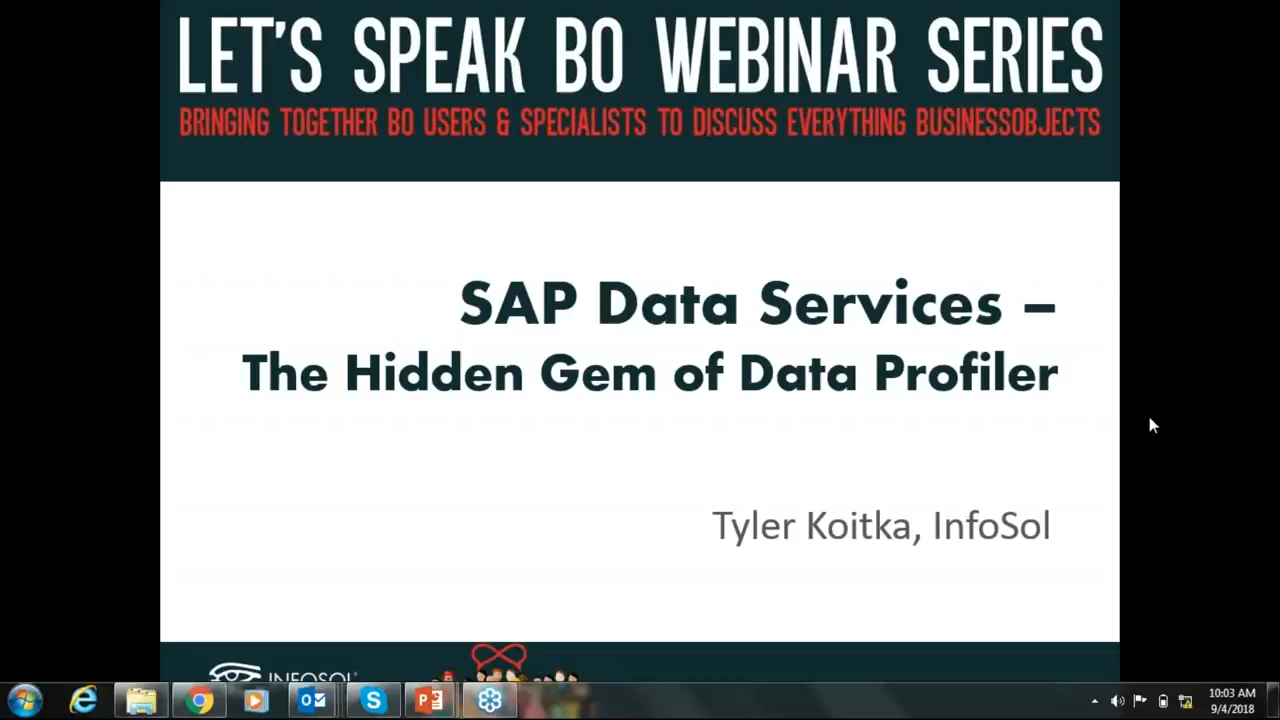 LET'S SPEAK BO WEBINAR SERIES
BRINGING TOGETHER BO USERS & SPECIALISTS TO DISCUSS EVERYTHING BUSINESSOBJECTS
SAP Data Services –
The Hidden Gem of Data Profiler
Tyler Koitka, InfoSol
INFOSOL
10:03 AM
9/4/2018